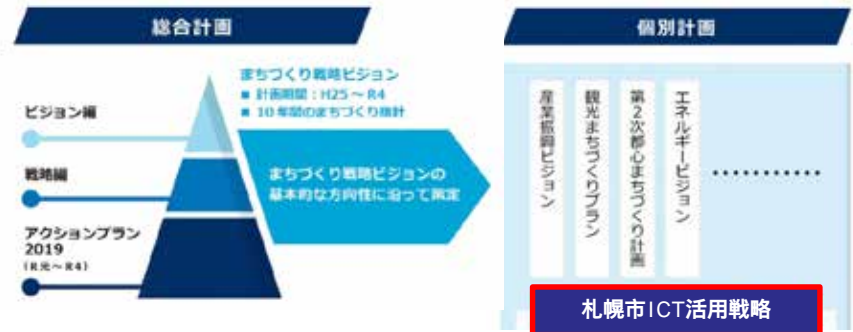 総合計画
まちづくり戦略ビジョン
■ 計画期間：H25～R4
■ 10年間のまちづくり指針
ビジョン編
戦略編
アクションプラン
2019
（R元～R4）
まちづくり戦略ビジョンの
基本的な方向性に沿って策定
個別計画
産業振興ビジョン
観光まちづくりプラン
第2次都心まちづくり計画
エネルギービジョン
…………
札幌市ICT活用戦略